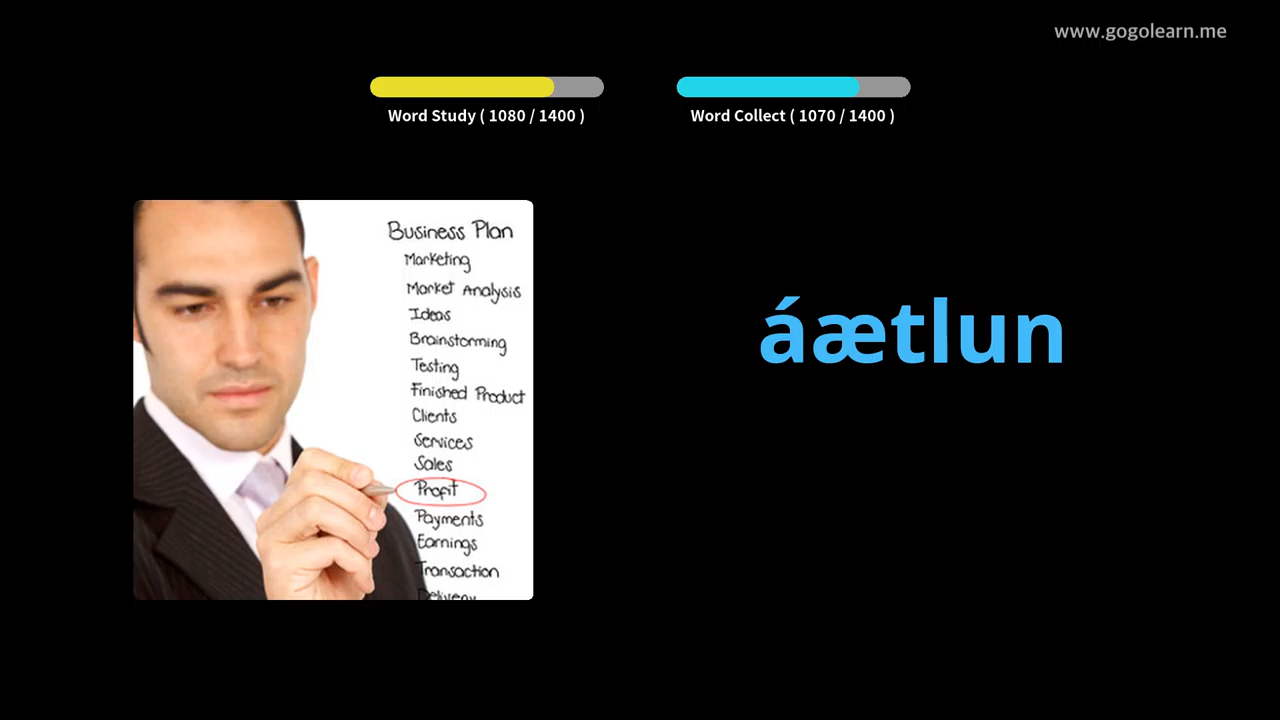 www.gogolearn.me
Word Study ( 1080 / 1400 )
Word Collect ( 1070 / 1400 )
Business Plan
Marketing
Market Analysis
Ideas
Brainstorming
Testing
Finished Product
Clients
Services
Sales
Profit
Payments
Earnings
Transaction
Delivery
áætlun